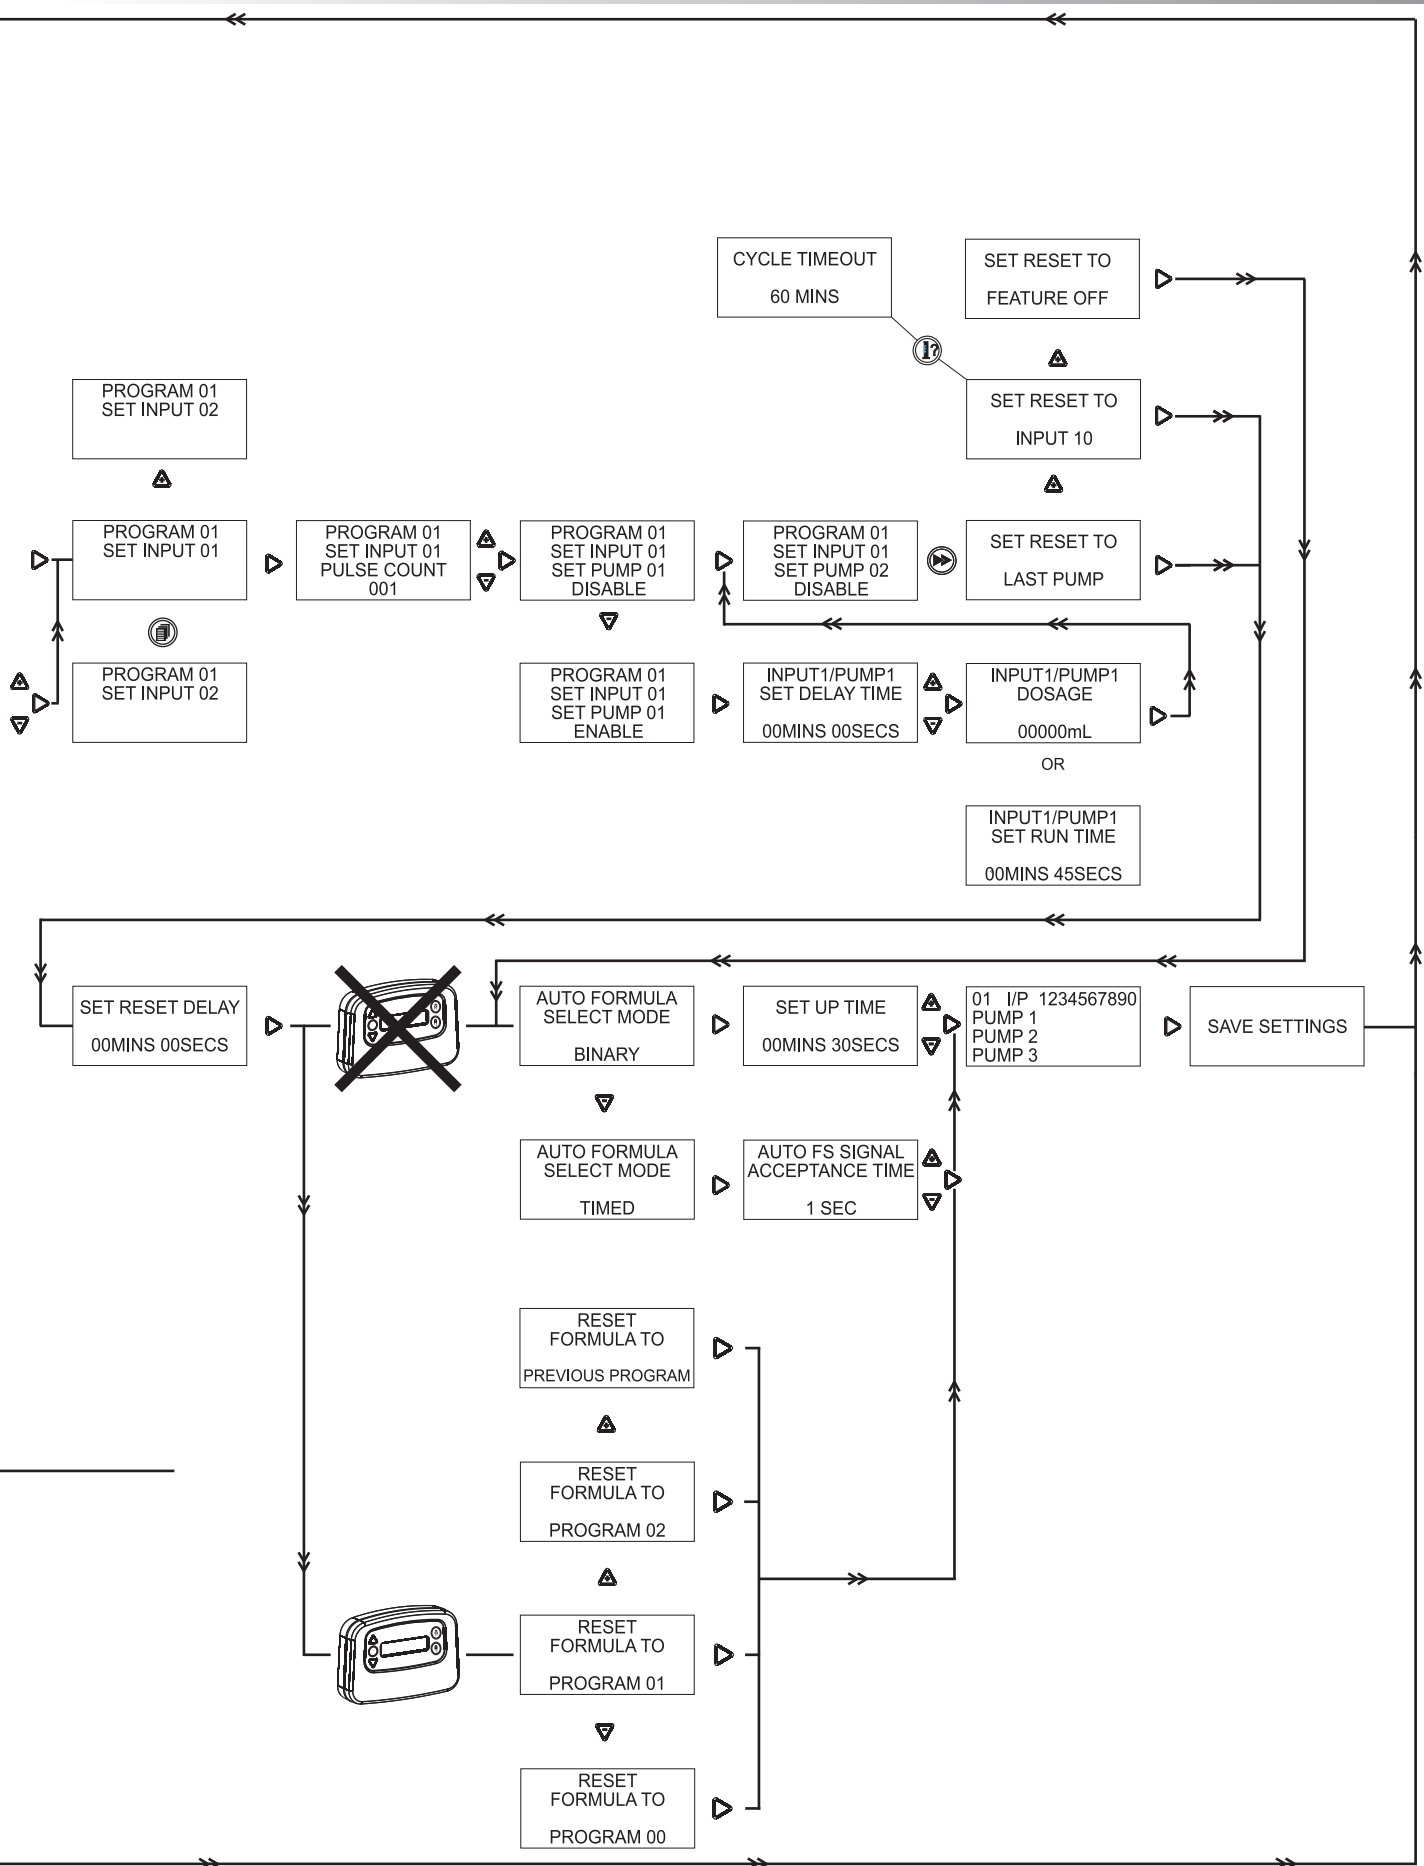 CYCLE TIMEOUT
60 MINS
SET RESET TO
FEATURE OFF
PROGRAM 01
SET INPUT 02
SET RESET TO
INPUT 10
PROGRAM 01
SET INPUT 01
PROGRAM 01
SET INPUT 01
PULSE COUNT
001
PROGRAM 01
SET INPUT 01
SET PUMP 01
DISABLE
PROGRAM 01
SET INPUT 01
SET PUMP 02
DISABLE
SET RESET TO
LAST PUMP
PROGRAM 01
SET INPUT 02
PROGRAM 01
SET INPUT 01
SET PUMP 01
ENABLE
INPUT1/PUMP1
SET DELAY TIME
00MINS 00SECS
INPUT1/PUMP1
DOSAGE
00000mL
OR
INPUT1/PUMP1
SET RUN TIME
00MINS 45SECS
SET RESET DELAY
00MINS 00SECS
AUTO FORMULA
SELECT MODE
BINARY
SET UP TIME
00MINS 30SECS
01 I/P 1234567890
PUMP 1
PUMP 2
PUMP 3
SAVE SETTINGS
AUTO FORMULA
SELECT MODE
TIMED
AUTO FS SIGNAL
ACCEPTANCE TIME
1 SEC
RESET
FORMULA TO
PREVIOUS PROGRAM
RESET
FORMULA TO
PROGRAM 02
RESET
FORMULA TO
PROGRAM 01
RESET
FORMULA TO
PROGRAM 00